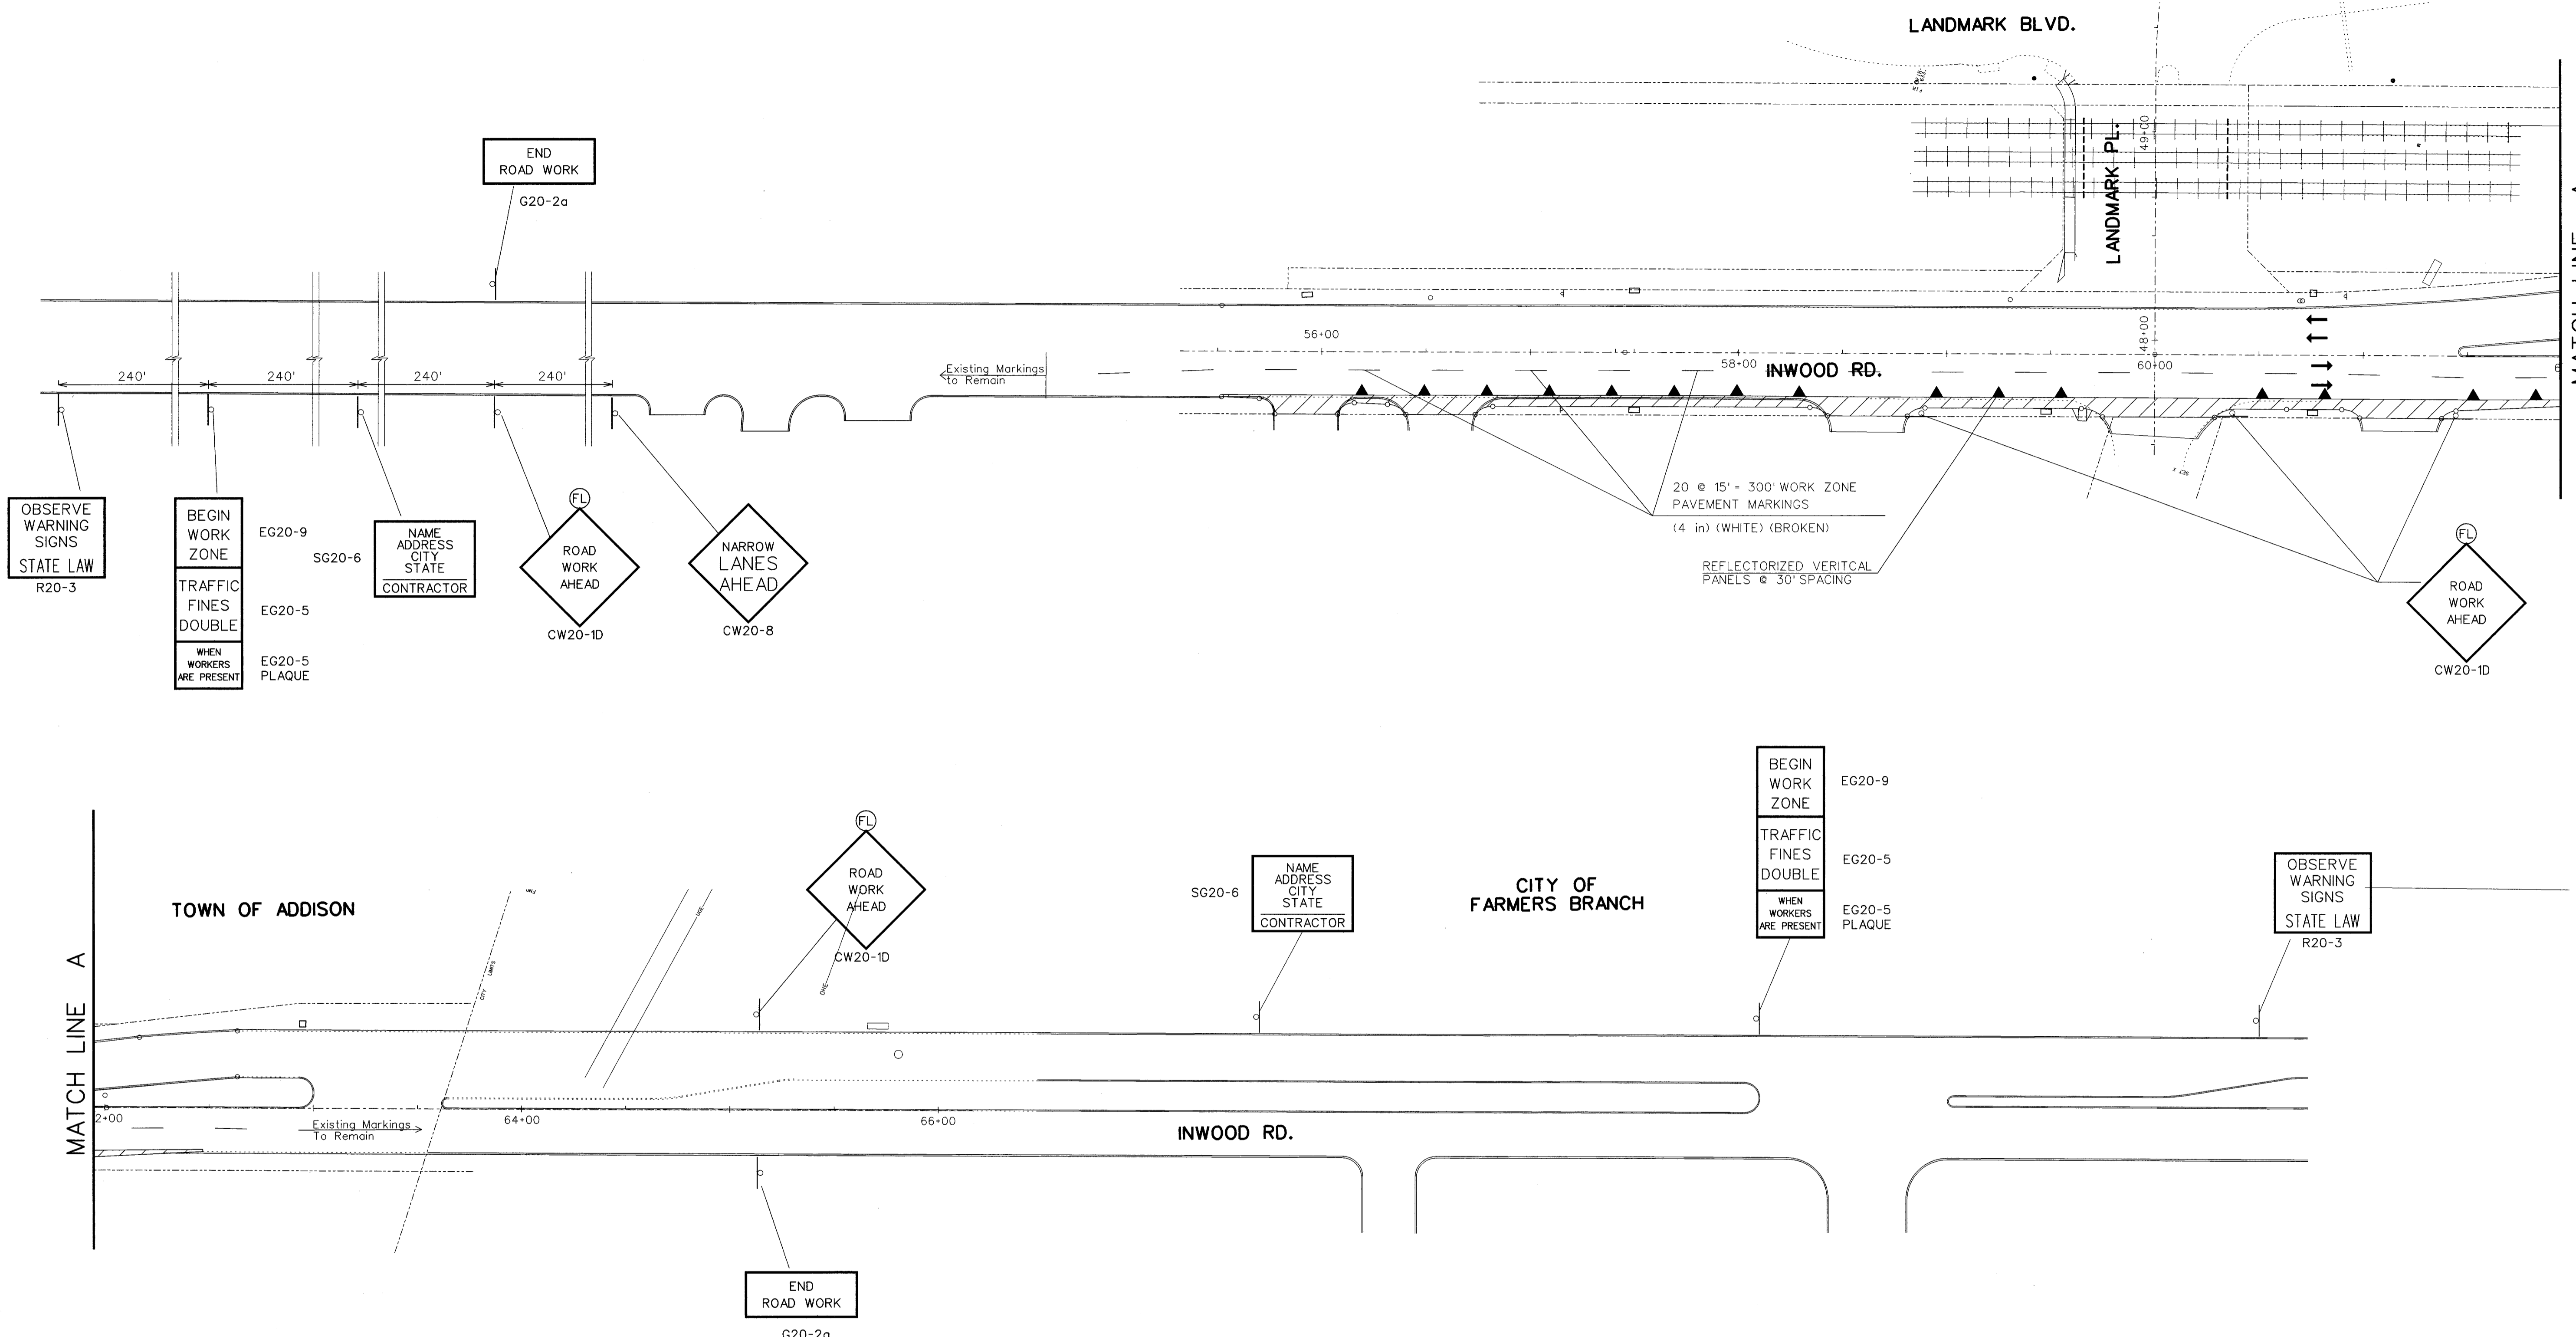 LANDMARK BLVD.
LANDMARK PL.
49+00
48+00
END
ROAD WORK
G20-2a
240'
240'
240'
240'
Existing Markings
to Remain
56+00
58+00
INWOOD RD.
60+00
MATCH LINE A
OBSERVE
WARNING
SIGNS
STATE LAW
R20-3
BEGIN
WORK
ZONE
EG20-9
TRAFFIC
FINES
DOUBLE
EG20-5
WHEN
WORKERS
ARE PRESENT
EG20-5
PLAQUE
SG20-6
NAME
ADDRESS
CITY
STATE
CONTRACTOR
FL
ROAD
WORK
AHEAD
CW20-1D
NARROW
LANES
AHEAD
CW20-8
20 @ 15' = 300' WORK ZONE
PAVEMENT MARKINGS
(4 in) (WHITE) (BROKEN)
REFLECTORIZED VERITCAL
PANELS @ 30' SPACING
FL
ROAD
WORK
AHEAD
CW20-1D
MATCH LINE A
TOWN OF ADDISON
CITY LIMITS
UGE
OHE
FL
ROAD
WORK
AHEAD
CW20-1D
SG20-6
NAME
ADDRESS
CITY
STATE
CONTRACTOR
CITY OF
FARMERS BRANCH
BEGIN
WORK
ZONE
EG20-9
TRAFFIC
FINES
DOUBLE
EG20-5
WHEN
WORKERS
ARE PRESENT
EG20-5
PLAQUE
OBSERVE
WARNING
SIGNS
STATE LAW
R20-3
2+00
Existing Markings
To Remain
64+00
66+00
INWOOD RD.
END
ROAD WORK
G20-2a